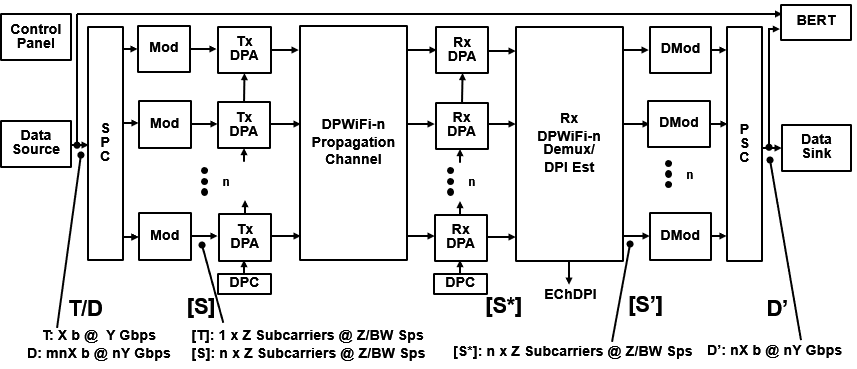 Control
Panel
Data
Source
S
P
C
Mod
Mod
Mod
Tx
DPA
Tx
DPA
n
Tx
DPA
DPC
DPWiFi-n
Propagation
Channel
Rx
DPA
Rx
DPA
n
Rx
DPA
DPC
Rx
DPWiFi-n
Demux/
DPI Est
EChDPI
DMod
DMod
n
DMod
P
S
C
BERT
Data
Sink
T/D
T: X b @ Y Gbps
D: mnX b @ nY Gbps
[S]
[T]: 1 x Z Subcarriers @ Z/BW Sps
[S]: n x Z Subcarriers @ Z/BW Sps
[S*]
[S']
[S*]: n x Z Subcarriers @ Z/BW Sps
D’
D’: nX b @ nY Gbps